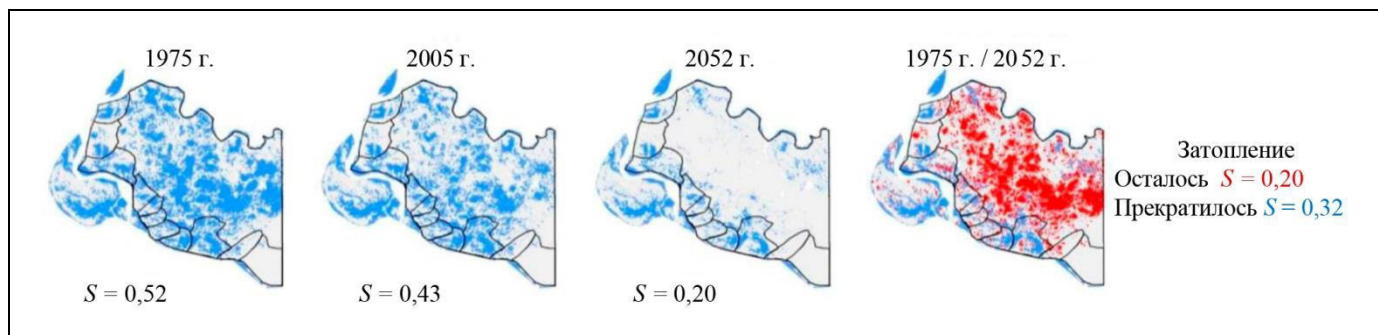 1975 г.
2005 г.
2052 г.
1975 г. / 2052 г.
Затопление
Осталось S = 0,20
Прекратилось S = 0,32
S = 0,52
S = 0,43
S = 0,20